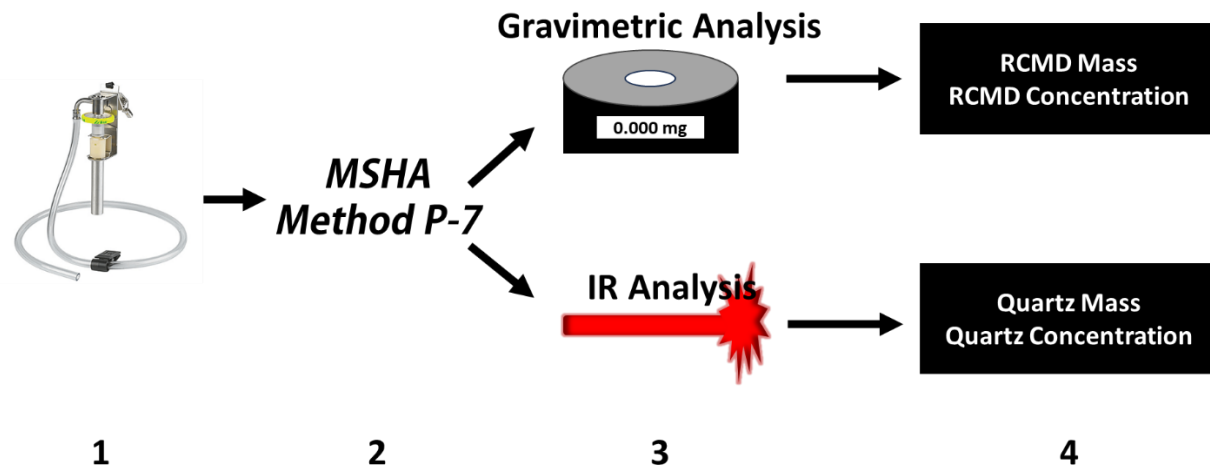 Gravimetric Analysis
0.000 mg
RCMD Mass
RCMD Concentration
MSHA
Method P-7
IR Analysis
Quartz Mass
Quartz Concentration
1
2
3
4